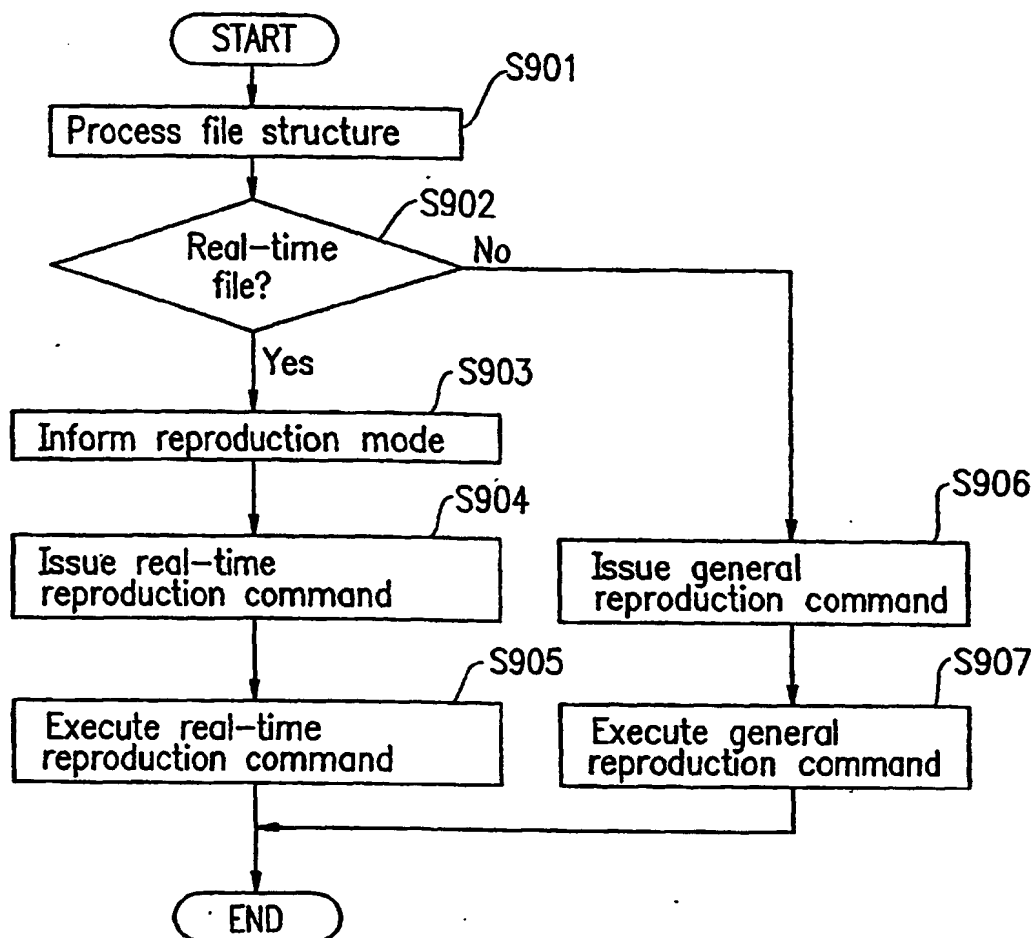 START
S901
Process file structure
S902
Real-time
file?
No
Yes
S903
Inform reproduction mode
S904
Issue real-time
reproduction command
S906
Issue general
reproduction command
S905
Execute real-time
reproduction command
S907
Execute general
reproduction command
END